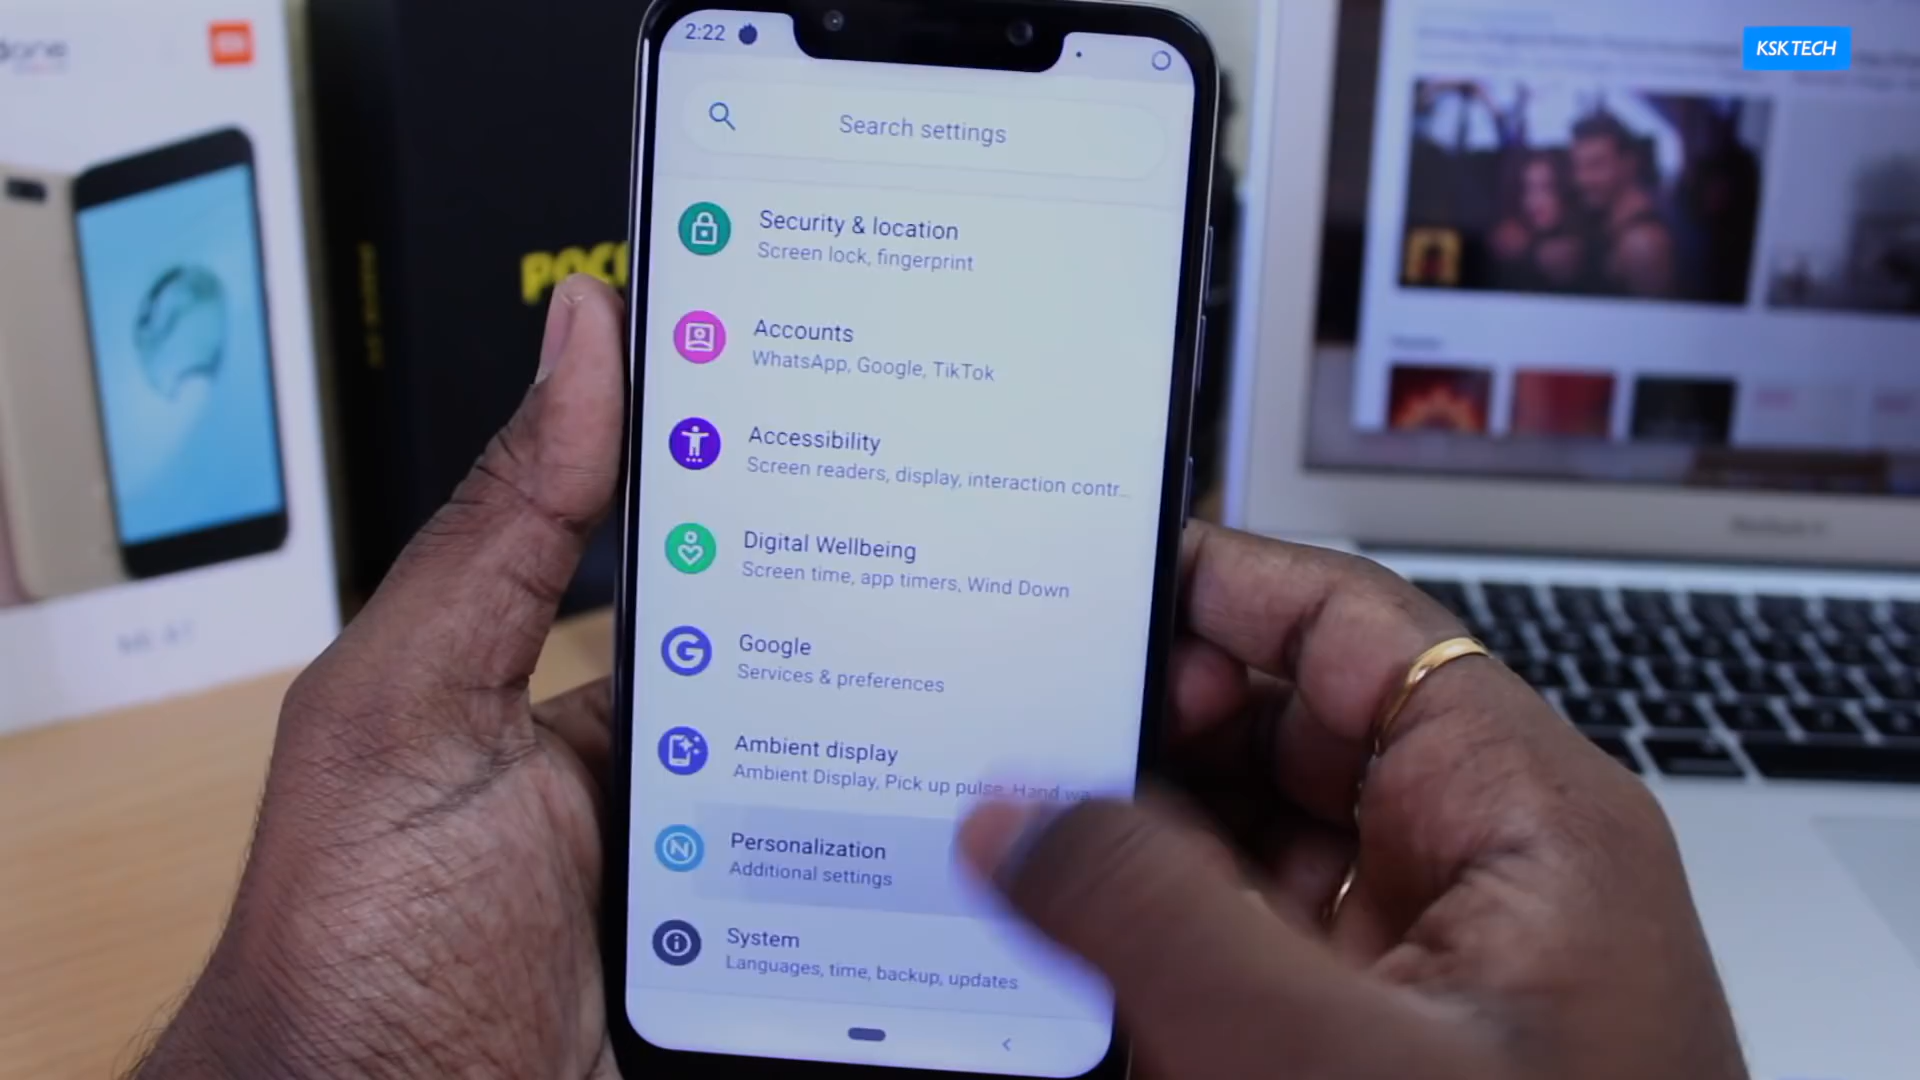 2:22
KSK TECH
Search settings
Security & location
Screen lock, fingerprint
Accounts
WhatsApp, Google, TikTok
Accessibility
Screen readers, display, interaction contr...
Digital Wellbeing
Screen time, app timers, Wind Down
Google
Services & preferences
Ambient display
Ambient Display, Pick up pulse, Hand wa
Personalization
Additional settings
System
Languages, time, backup, updates
POCO